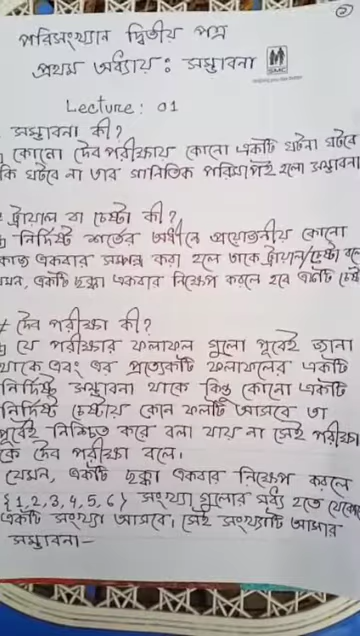 পরিসংখ্যান দ্বিতীয় পত্র
প্রথম অধ্যায়: সম্ভাবনা
SMC
Lecture: 01
সম্ভাবনা কী?
কোনো দৈব পরীক্ষায় কোনো একটি ঘটনা ঘটবে
কি ঘটবে না তার গানিতিক পরিমাপই হলো সম্ভাবনা
# ট্রায়াল বা চেষ্টা কী?
নির্দিষ্ট শর্তের অধীনে প্রয়োজনীয় কোনো
কাজ একবার সম্পন্ন করা হলে তাকে ট্রায়াল/চেষ্টা বলে
যেমন, একটি ছক্কা একবার নিক্ষেপ করলে হবে একটি চেষ্টা
# দৈব পরীক্ষা কী?
যে পরীক্ষার ফলাফল গুলো পূর্বেই জানা
থাকে এবং এর প্রত্যেকটি ফলাফলের একটি
নির্দিষ্ট সম্ভাবনা থাকে কিন্তু কোনো একটি
নির্দিষ্ট চেষ্টায় কোন ফলটি আসবে তা
পূর্বেই নিশ্চিত করে বলা যায় না সেই পরীক্ষা
কে দৈব পরীক্ষা বলে।
যেমন, একটি ছক্কা একবার নিক্ষেপ করলে
{1,2,3,4,5,6} সংখ্যা গুলোর মধ্য হতে যেকোন
একটি সংখ্যা আসবে। সেই সংখ্যাটি আসার
সম্ভাবনা-